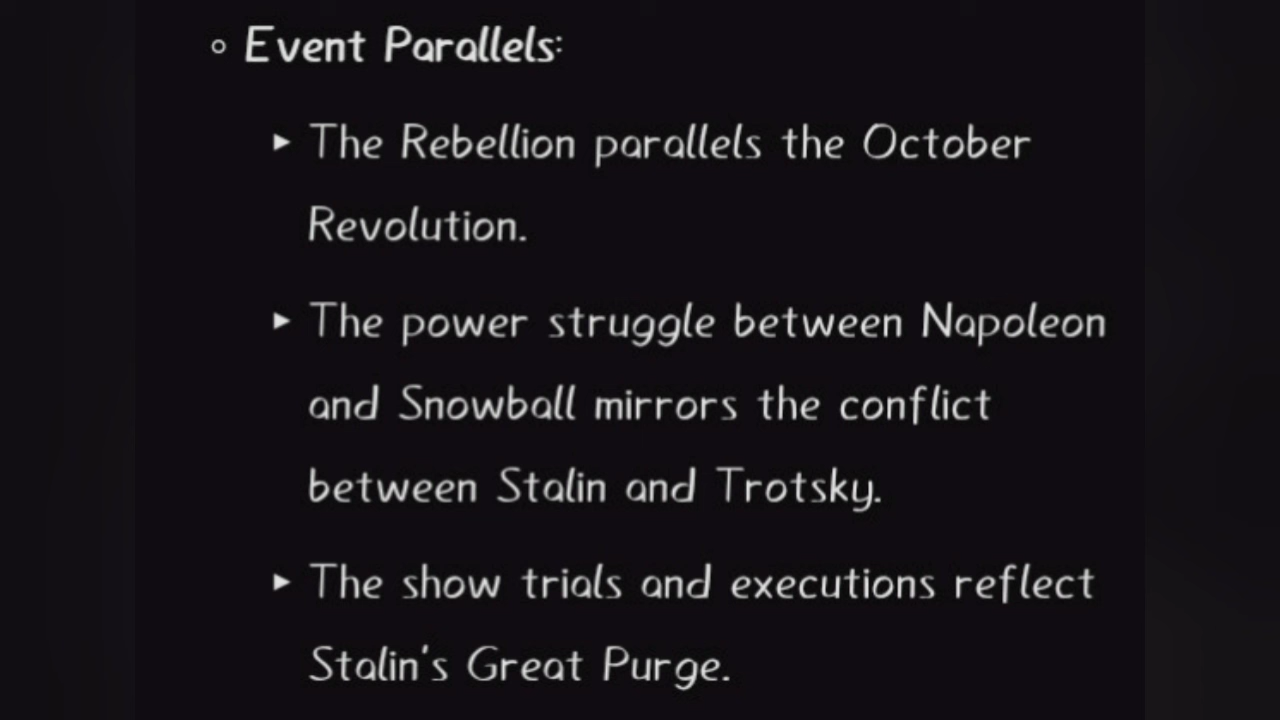 ◦ Event Parallels:
▸ The Rebellion parallels the October
Revolution.
▸ The power struggle between Napoleon
and Snowball mirrors the conflict
between Stalin and Trotsky.
▸ The show trials and executions reflect
Stalin's Great Purge.